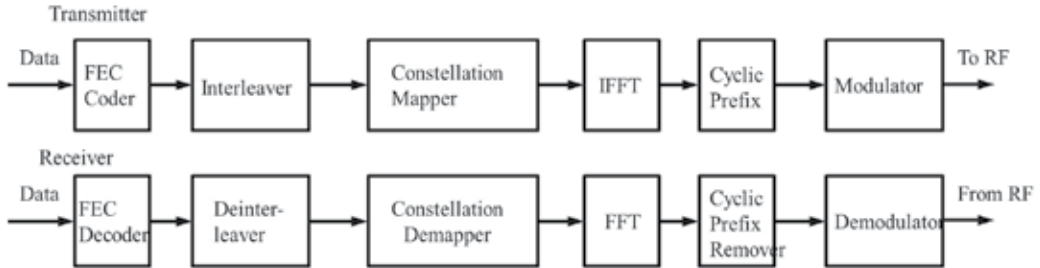 Transmitter
Data
FEC
Coder
Interleaver
Constellation
Mapper
IFFT
Cyclic
Prefix
Modulator
To RF
Receiver
Data
FEC
Decoder
Deinter-
leaver
Constellation
Demapper
FFT
Cyclic
Prefix
Remover
Demodulator
From RF